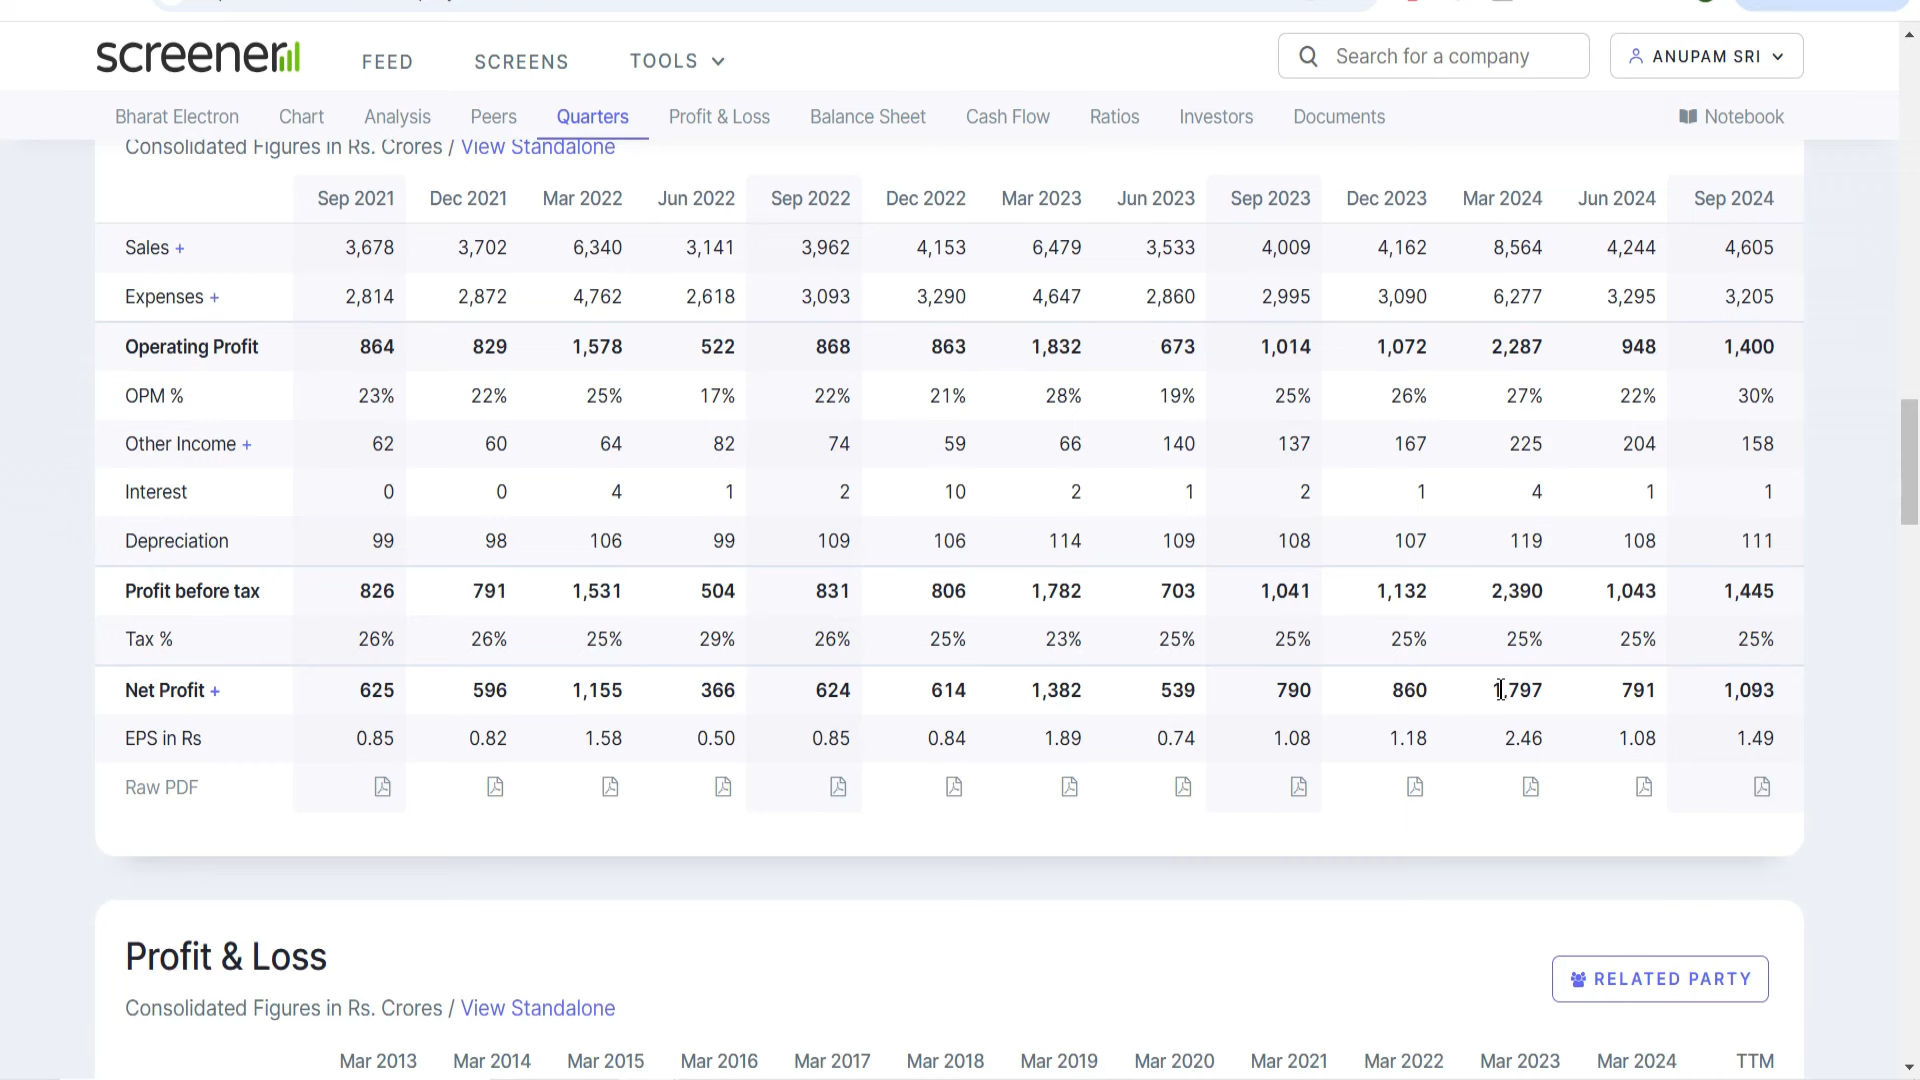 screener
FEED SCREENS TOOLS
Search for a company
ANUPAM SRI
Bharat Electron Chart Analysis Peers Quarters Profit & Loss Balance Sheet Cash Flow Ratios Investors Documents Notebook
Consolidated Figures in Rs. Crores / View Standalone
Sep 2021 Dec 2021 Mar 2022 Jun 2022 Sep 2022 Dec 2022 Mar 2023 Jun 2023 Sep 2023 Dec 2023 Mar 2024 Jun 2024 Sep 2024
Sales + 3,678 3,702 6,340 3,141 3,962 4,153 6,479 3,533 4,009 4,162 8,564 4,244 4,605
Expenses + 2,814 2,872 4,762 2,618 3,093 3,290 4,647 2,860 2,995 3,090 6,277 3,295 3,205
Operating Profit 864 829 1,578 522 868 863 1,832 673 1,014 1,072 2,287 948 1,400
OPM % 23% 22% 25% 17% 22% 21% 28% 19% 25% 26% 27% 22% 30%
Other Income + 62 60 64 82 74 59 66 140 137 167 225 204 158
Interest 0 0 4 1 2 10 2 1 2 1 4 1 1
Depreciation 99 98 106 99 109 106 114 109 108 107 119 108 111
Profit before tax 826 791 1,531 504 831 806 1,782 703 1,041 1,132 2,390 1,043 1,445
Tax % 26% 26% 25% 29% 26% 25% 23% 25% 25% 25% 25% 25% 25%
Net Profit + 625 596 1,155 366 624 614 1,382 539 790 860 1,797 791 1,093
EPS in Rs 0.85 0.82 1.58 0.50 0.85 0.84 1.89 0.74 1.08 1.18 2.46 1.08 1.49
Raw PDF
Profit & Loss
RELATED PARTY
Consolidated Figures in Rs. Crores / View Standalone
Mar 2013 Mar 2014 Mar 2015 Mar 2016 Mar 2017 Mar 2018 Mar 2019 Mar 2020 Mar 2021 Mar 2022 Mar 2023 Mar 2024 TTM